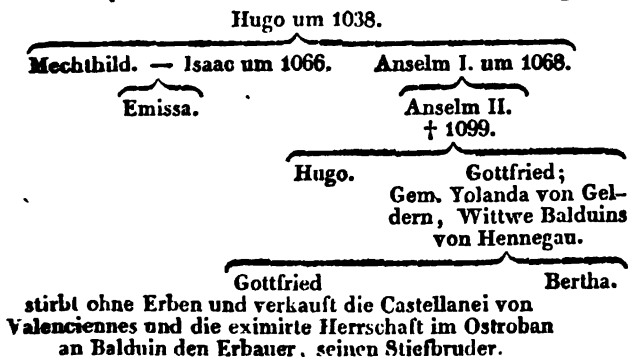 Hugo um 1038.
Mechthild. — Isaac um 1066. Anselm I. um 1068.
Emissa. Anselm II.
† 1099.
Hugo. Gottfried;
Gem. Yolanda von Gel-
dern, Wittwe Balduins
von Hennegau.
Gottfried Bertha.
stirbt ohne Erben und verkauft die Castellanei von
Valenciennes und die eximirte Herrschaft im Ostroban
an Balduin den Erbauer, seinen Stiefbruder.